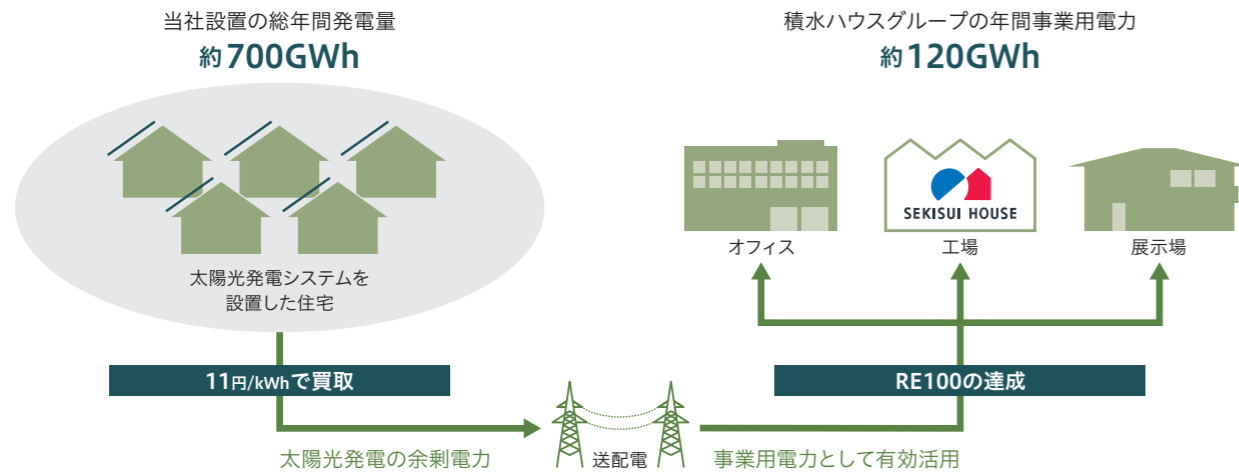 当社設置の総年間発電量
約700GWh
太陽光発電システムを
設置した住宅
11円/kWhで買取
太陽光発電の余剰電力
送配電
積水ハウスグループの年間事業用電力
約120GWh
SEKISUI HOUSE
オフィス
工場
展示場
RE100の達成
事業用電力として有効活用